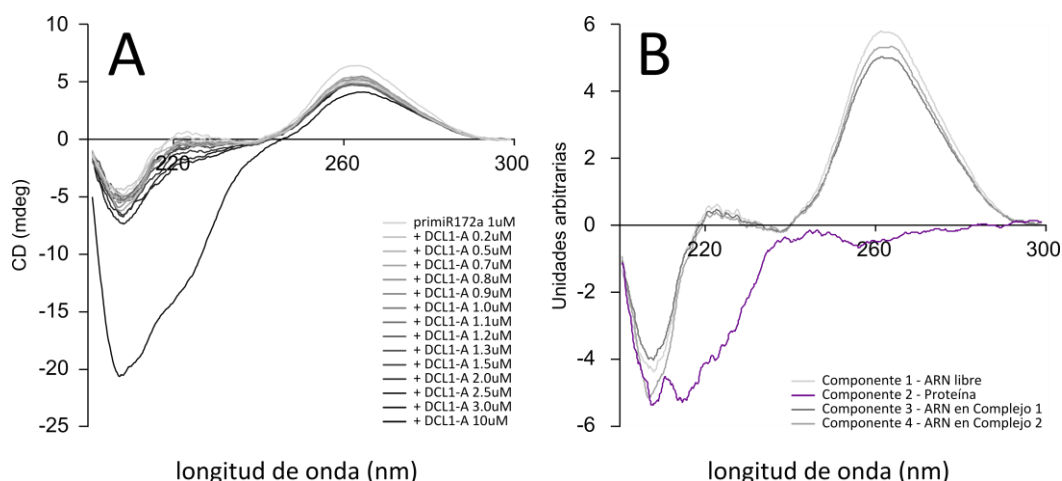 A
10
5
0
-5
-10
-15
-20
-25
220
260
300
CD (mdeg)
longitud de onda (nm)
primiR172a 1uM
+ DCL1-A 0.2uM
+ DCL1-A 0.5uM
+ DCL1-A 0.7uM
+ DCL1-A 0.8uM
+ DCL1-A 0.9uM
+ DCL1-A 1.0uM
+ DCL1-A 1.1uM
+ DCL1-A 1.2uM
+ DCL1-A 1.3uM
+ DCL1-A 1.5uM
+ DCL1-A 2.0uM
+ DCL1-A 2.5uM
+ DCL1-A 3.0uM
+ DCL1-A 10uM
B
6
4
2
0
-2
-4
-6
220
260
300
Unidades arbitrarias
longitud de onda (nm)
Componente 1 - ARN libre
Componente 2 - Proteína
Componente 3 - ARN en Complejo 1
Componente 4 - ARN en Complejo 2